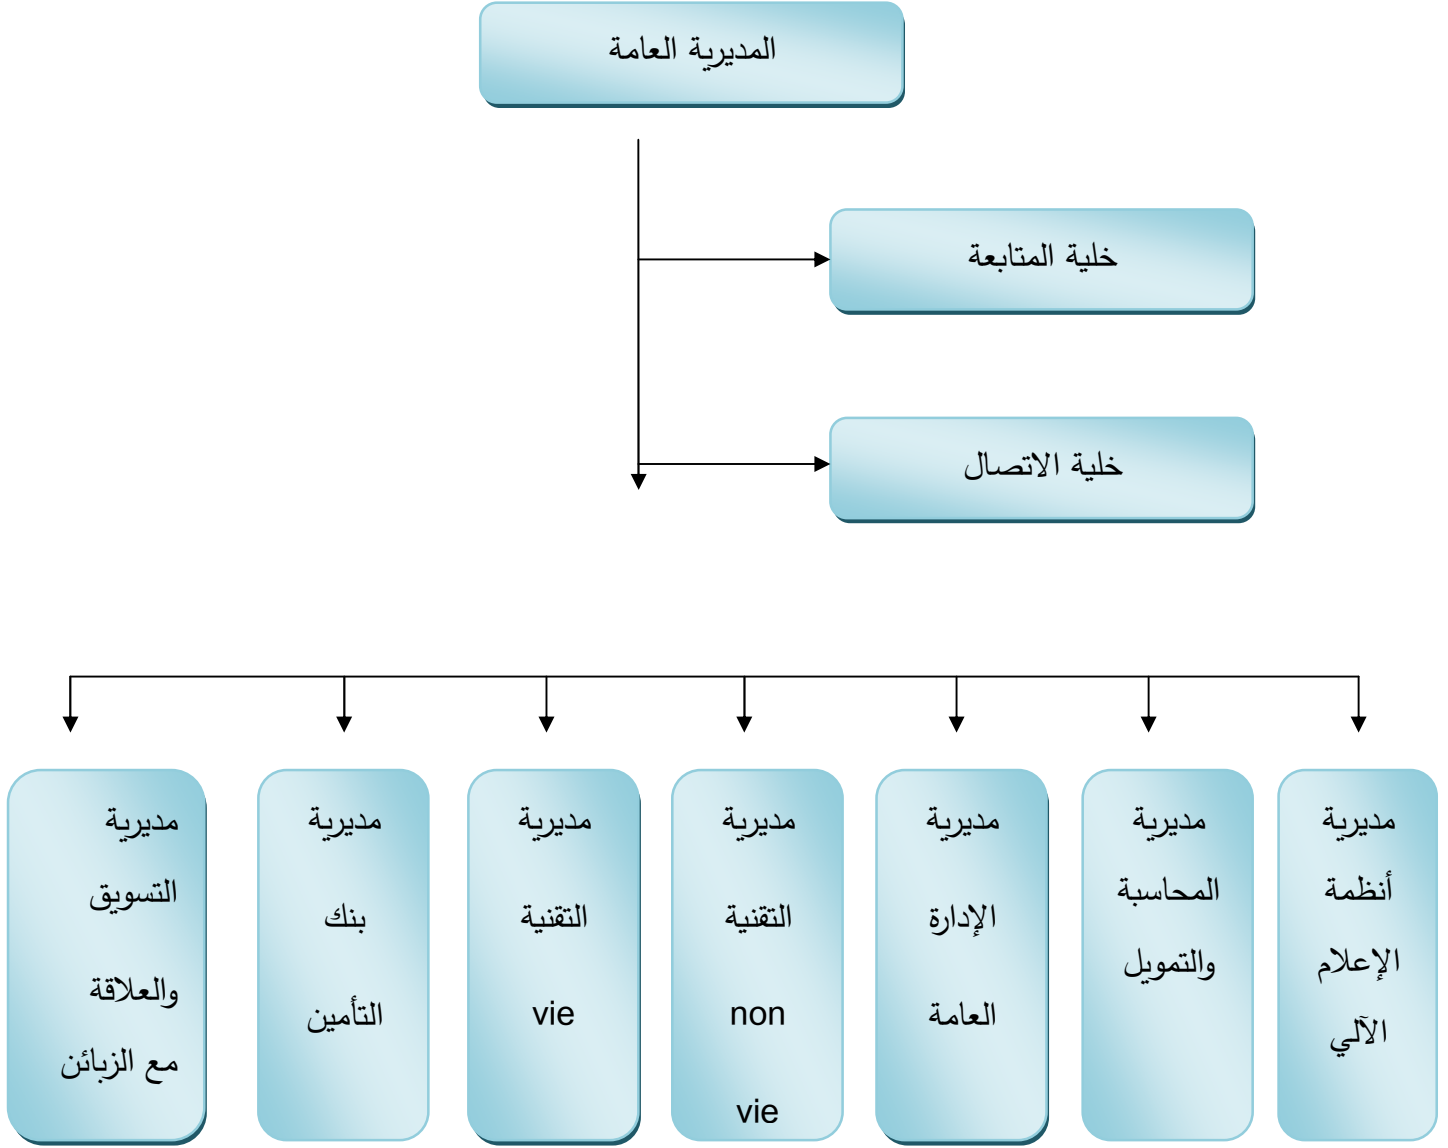 المديرية العامة
خلية المتابعة
خلية الاتصال
مديرية
أنظمة
الإعلام
الآلي
مديرية
المحاسبة
والتمويل
مديرية
الإدارة
العامة
مديرية
التقنية
non
vie
مديرية
التقنية
vie
مديرية
بنك
التأمين
مديرية
التسويق
والعلاقة
مع الزبائن